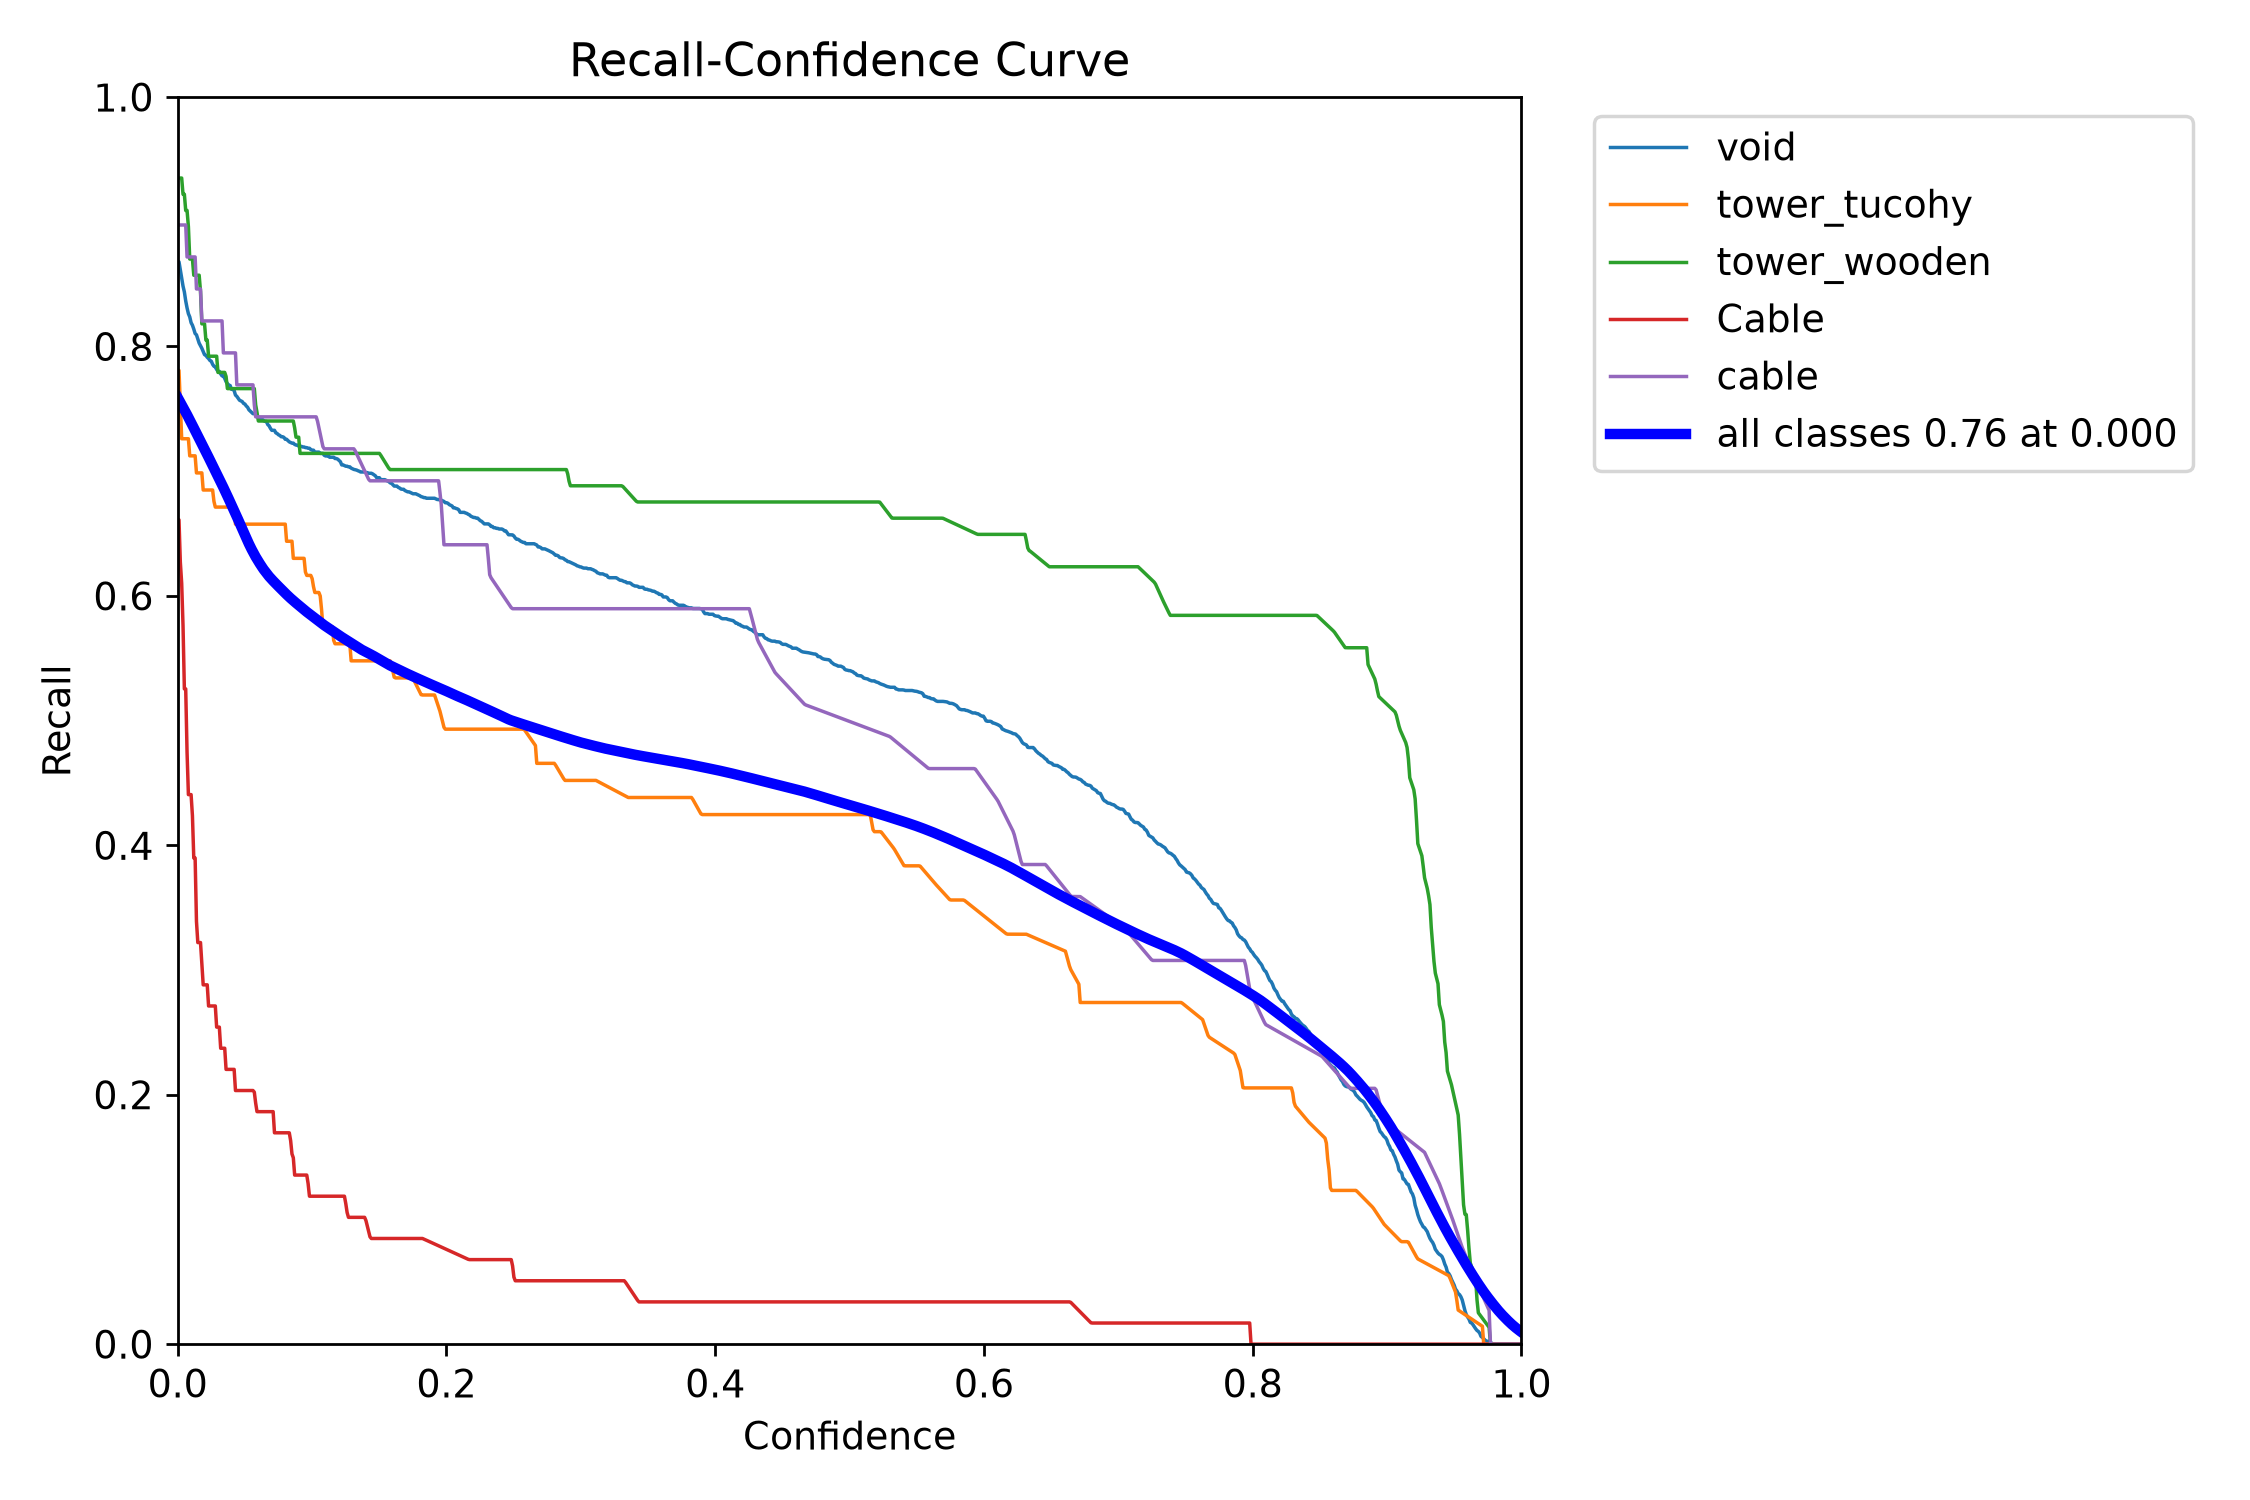 Recall-Confidence Curve
1.0
0.8
0.6
0.4
0.2
0.0
Recall
0.0 0.2 0.4 0.6 0.8 1.0
Confidence
void
tower_tucohy
tower_wooden
Cable
cable
all classes 0.76 at 0.000